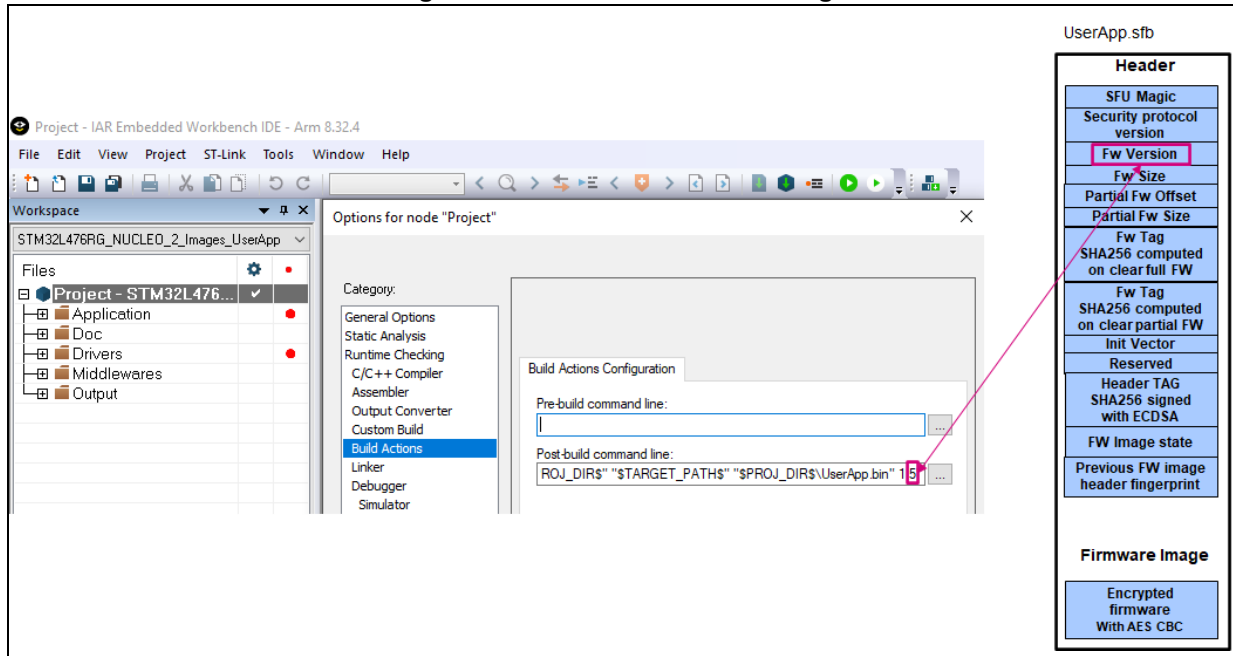 UserApp.sfb
Project - IAR Embedded Workbench IDE - Arm 8.32.4
File Edit View Project ST-Link Tools Window Help
Workspace
STM32L476RG_NUCLEO_2_Images_UserApp
Files
Project - STM32L476...
Application
Doc
Drivers
Middlewares
Output
Options for node "Project"
Category:
General Options
Static Analysis
Runtime Checking
C/C++ Compiler
Assembler
Output Converter
Custom Build
Build Actions
Linker
Debugger
Simulator
Build Actions Configuration
Pre-build command line:
...
Post-build command line:
ROJ_DIR$" "$TARGET_PATH$" "$PROJ_DIR$\UserApp.bin" 1 5
...
Header
SFU Magic
Security protocol
version
Fw Version
Fw Size
Partial Fw Offset
Partial Fw Size
Fw Tag
SHA256 computed
on clear full FW
Fw Tag
SHA256 computed
on clear partial FW
Init Vector
Reserved
Header TAG
SHA256 signed
with ECDSA
FW Image state
Previous FW image
header fingerprint
Firmware Image
Encrypted
firmware
With AES CBC